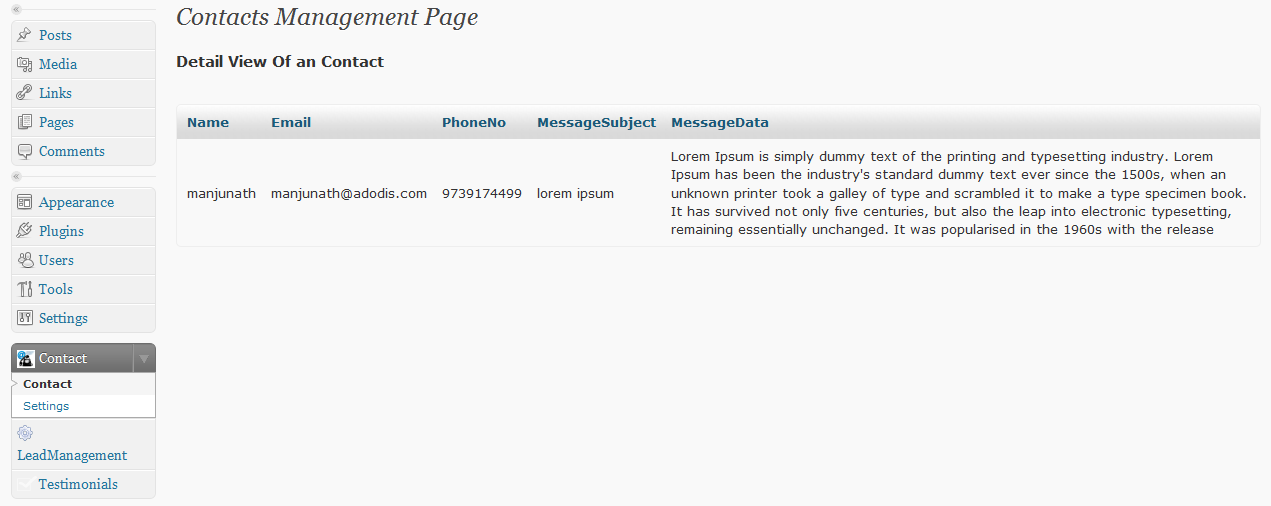 Contacts Management Page
Detail View Of an Contact
Posts
Media
Links
Pages
Comments
Appearance
Plugins
Users
Tools
Settings
Contact
Contact
Settings
LeadManagement
Testimonials
Name Email PhoneNo MessageSubject MessageData
manjunath manjunath@adodis.com 9739174499 lorem ipsum
Lorem Ipsum is simply dummy text of the printing and typesetting industry. Lorem
Ipsum has been the industry's standard dummy text ever since the 1500s, when an
unknown printer took a galley of type and scrambled it to make a type specimen book.
It has survived not only five centuries, but also the leap into electronic typesetting,
remaining essentially unchanged. It was popularised in the 1960s with the release